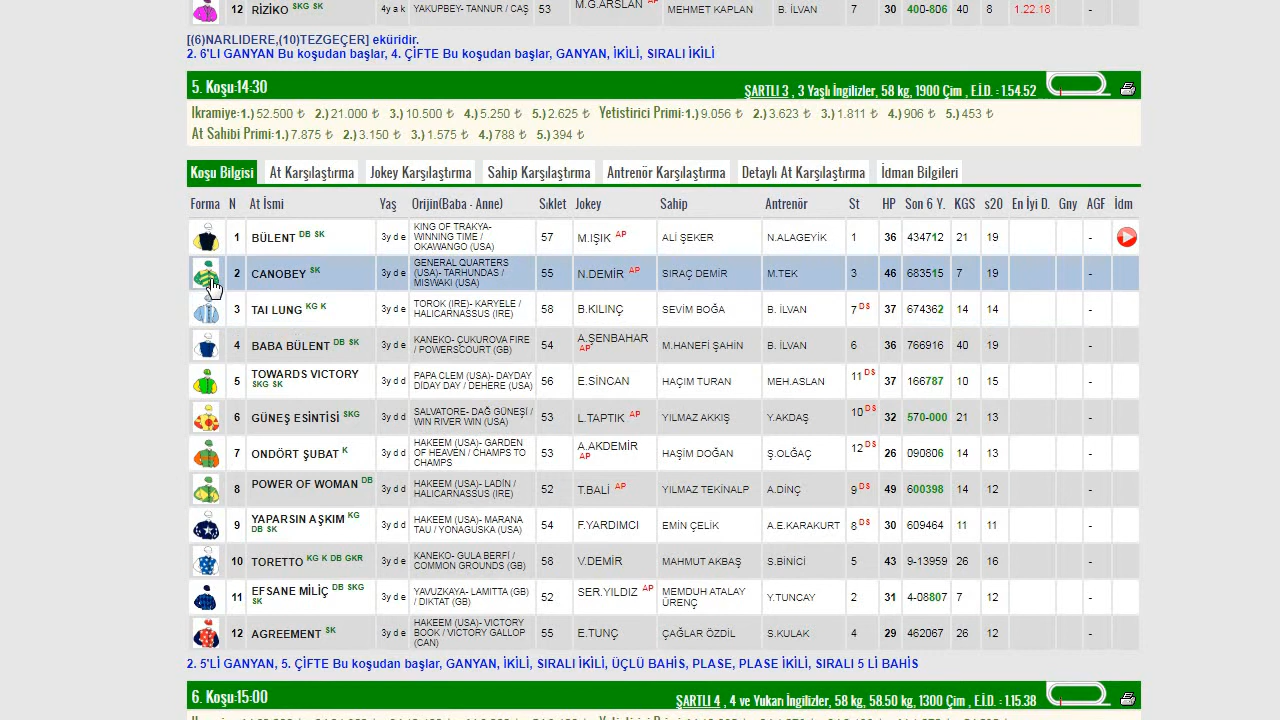 12 RİZİKO SKG SK 4y a k YAKUPBEY- TANNUR / CAŞ 53 M.G.ARSLAN AP MEHMET KAPLAN B. İLVAN 7 30 400-806 40 8 1.22.18 -
[(6)NARLIDERE,(10)TEZGEÇER] eküridir.
2. 6'LI GANYAN Bu koşudan başlar, 4. ÇİFTE Bu koşudan başlar, GANYAN, İKİLİ, SIRALI İKİLİ
5. Koşu:14:30 ŞARTLI 3 , 3 Yaşlı İngilizler, 58 kg, 1900 Çim , E.İ.D. : 1.54.52
Ikramiye:1.) 52.500 ₺ 2.) 21.000 ₺ 3.) 10.500 ₺ 4.) 5.250 ₺ 5.) 2.625 ₺ Yetistirici Primi:1.) 9.056 ₺ 2.) 3.623 ₺ 3.) 1.811 ₺ 4.) 906 ₺ 5.) 453 ₺
At Sahibi Primi:1.) 7.875 ₺ 2.) 3.150 ₺ 3.) 1.575 ₺ 4.) 788 ₺ 5.) 394 ₺
Koşu Bilgisi At Karşılaştırma Jokey Karşılaştırma Sahip Karşılaştırma Antrenör Karşılaştırma Detaylı At Karşılaştırma İdman Bilgileri
Forma N At İsmi Yaş Orijin(Baba - Anne) Sıklet Jokey Sahip Antrenör St HP Son 6 Y. KGS s20 En İyi D. Gny AGF İdm
1 BÜLENT DB SK 3y d e KING OF TRAKYA- WINNING TIME / OKAWANGO (USA) 57 M.IŞIK AP ALİ ŞEKER N.ALAGEYİK 1 36 434712 21 19 -
2 CANOBEY SK 3y d e GENERAL QUARTERS (USA)- TARHUNDAS / MISWAKI (USA) 55 N.DEMİR AP SIRAÇ DEMİR M.TEK 3 46 583515 7 19 -
3 TAI LUNG KG K 3y d e TOROK (IRE)- KARYELE / HALICARNASSUS (IRE) 58 B.KILINÇ SEVİM BOĞA B. İLVAN 7 DS 37 674362 14 14 -
4 BABA BÜLENT DB SK 3y d e KANEKO- ÇUKUROVA FIRE / POWERSCOURT (GB) 54 A.ŞENBAHAR AP M.HANEFİ ŞAHİN B. İLVAN 6 36 766916 40 19 -
5 TOWARDS VICTORY SKG SK 3y d d PAPA CLEM (USA)- DAYDAY DIDAY DAY / DEHERE (USA) 56 E.SİNCAN HAÇIM TURAN MEH.ASLAN 11 DS 37 786787 10 15 -
6 GÜNEŞ ESİNTİSİ SKG 3y d d SALVATORE- DAĞ GÜNEŞİ / WIN RIVER WIN (USA) 53 L.TAPTIK AP YILMAZ AKKIŞ Y.AKDAŞ 10 DS 32 570-000 21 13 -
7 ONDÖRT ŞUBAT K 3y d d HAKEEM (USA)- GARDEN OF HEAVEN / CHAMPS TO CHAMPS 53 A.AKDEMİR AP HAŞİM DOĞAN Ş.OLĞAÇ 12 DS 26 090806 14 13 -
8 POWER OF WOMAN DB 3y d d HAKEEM (USA)- LADİN / HALICARNASSUS (IRE) 52 T.BALİ AP YILMAZ TEKİNALP A.DİNÇ 9 DS 49 600398 14 12 -
9 YAPARSIN AŞKIM KG DB SK 3y d d HAKEEM (USA)- MARANA TAU / YONAGUSKA (USA) 54 F.YARDIMCI EMİN ÇELİK A.E.KARAKURT 8 DS 30 609464 11 11 -
10 TORETTO KG K DB GKR 3y d e KANEKO- GULA BERFİ / COMMON GROUNDS (GB) 58 V.DEMİR MAHMUT AKBAŞ S.BİNİCİ 5 43 9-13959 26 16 -
11 EFSANE MİLİÇ DB SKG SK 3y d e YAVUZKAYA- LAMITTA (GB) / DIKTAT (GB) 52 SER.YILDIZ AP MEMDUH ATALAY ÜRENÇ Y.TUNCAY 2 31 4-08807 7 12 -
12 AGREEMENT SK 3y d e HAKEEM (USA)- VICTORY BOOK / VICTORY GALLOP (CAN) 55 E.TUNÇ ÇAĞLAR ÖZDİL S.KULAK 4 29 462067 26 12 -
2. 5'Lİ GANYAN, 5. ÇİFTE Bu koşudan başlar, GANYAN, İKİLİ, SIRALI İKİLİ, ÜÇLÜ BAHİS, PLASE, PLASE İKİLİ, SIRALI 5 Lİ BAHİS
6. Koşu:15:00 ŞARTLI 4 , 4 ve Yukarı İngilizler, 58 kg, 58.50 kg, 1300 Çim , E.İ.D. : 1.15.38